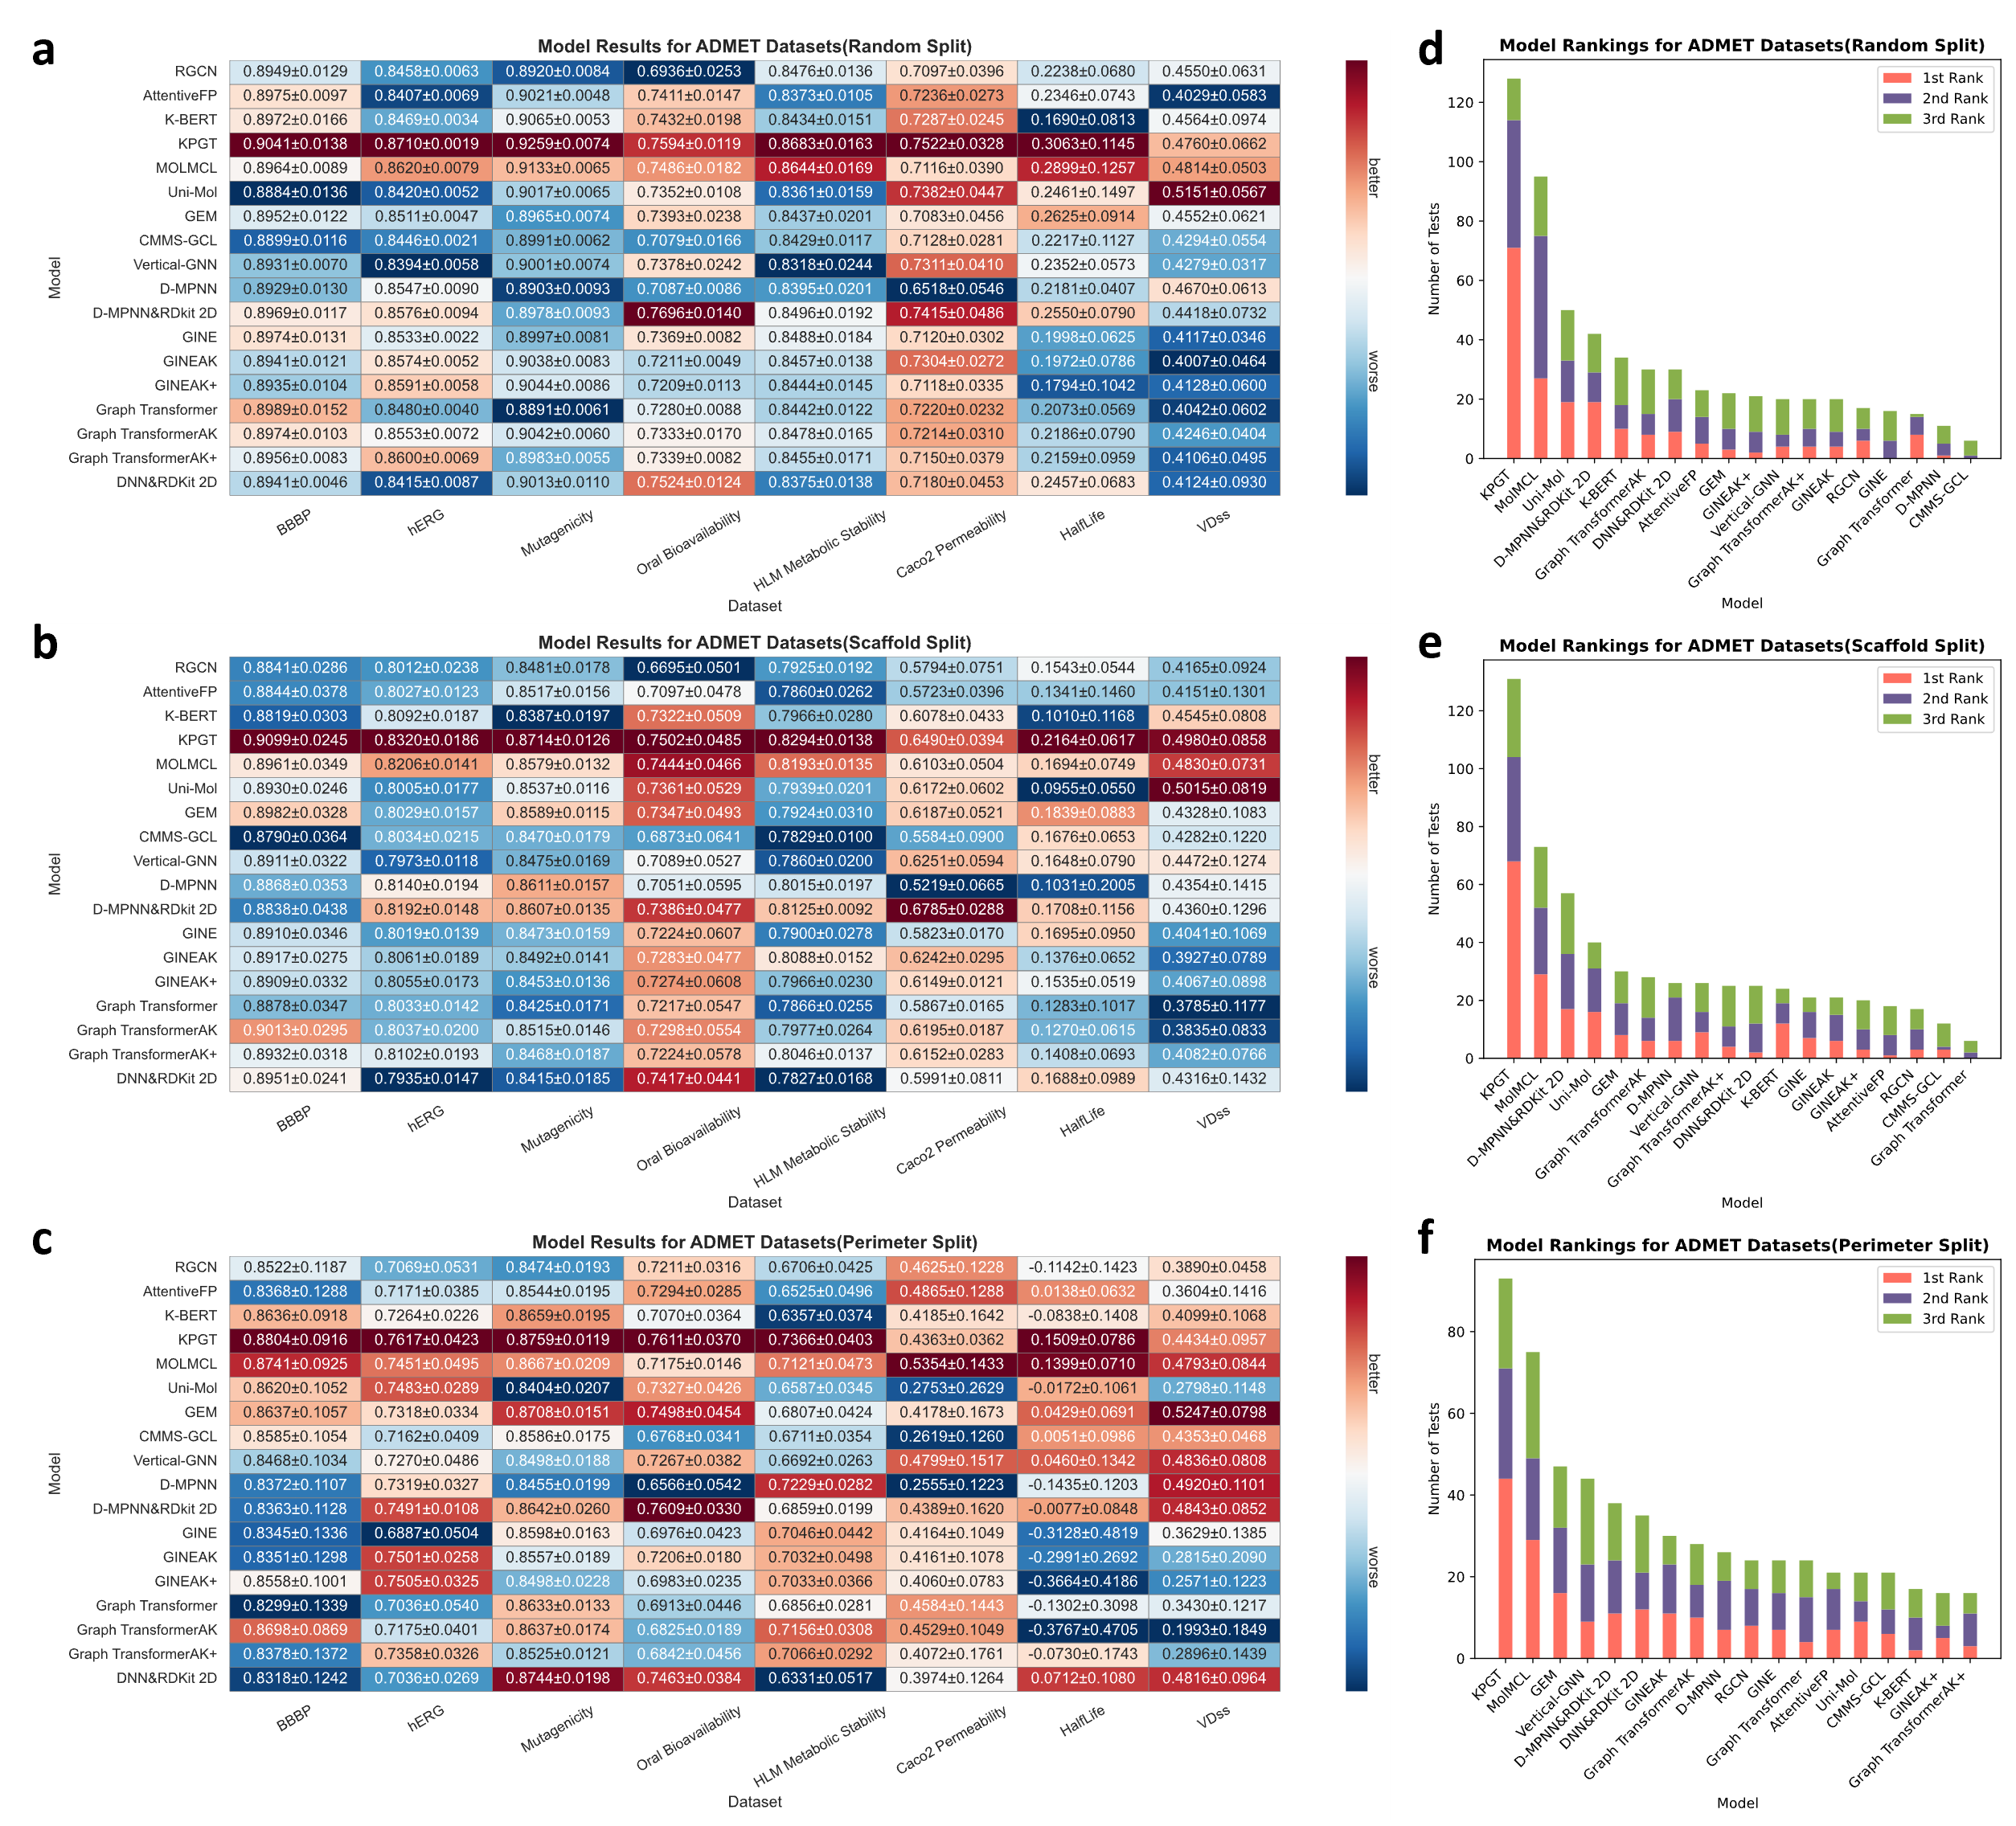 a
Model Results for ADMET Datasets(Random Split)
RGCN 0.8949±0.0129 0.8458±0.0063 0.8920±0.0084 0.6936±0.0253 0.8476±0.0136 0.7097±0.0396 0.2238±0.0680 0.4550±0.0631
AttentiveFP 0.8975±0.0097 0.8407±0.0069 0.9021±0.0048 0.7411±0.0147 0.8373±0.0105 0.7236±0.0273 0.2346±0.0743 0.4029±0.0583
K-BERT 0.8972±0.0166 0.8469±0.0034 0.9065±0.0053 0.7432±0.0198 0.8434±0.0151 0.7287±0.0245 0.1690±0.0813 0.4564±0.0974
KPGT 0.9041±0.0138 0.8710±0.0019 0.9259±0.0074 0.7594±0.0119 0.8683±0.0163 0.7522±0.0328 0.3063±0.1145 0.4760±0.0662
MOLMCL 0.8964±0.0089 0.8620±0.0079 0.9133±0.0065 0.7486±0.0182 0.8644±0.0169 0.7116±0.0390 0.2899±0.1257 0.4814±0.0503
Uni-Mol 0.8884±0.0136 0.8420±0.0052 0.9017±0.0065 0.7352±0.0108 0.8361±0.0159 0.7382±0.0447 0.2461±0.1497 0.5151±0.0567
GEM 0.8952±0.0122 0.8511±0.0047 0.8965±0.0074 0.7393±0.0238 0.8437±0.0201 0.7083±0.0456 0.2625±0.0914 0.4552±0.0621
CMMS-GCL 0.8899±0.0116 0.8446±0.0021 0.8991±0.0062 0.7079±0.0166 0.8429±0.0117 0.7128±0.0281 0.2217±0.1127 0.4294±0.0554
Vertical-GNN 0.8931±0.0070 0.8394±0.0058 0.9001±0.0074 0.7378±0.0242 0.8318±0.0244 0.7311±0.0410 0.2352±0.0573 0.4279±0.0317
D-MPNN 0.8929±0.0130 0.8547±0.0090 0.8903±0.0093 0.7087±0.0086 0.8395±0.0201 0.6518±0.0546 0.2181±0.0407 0.4670±0.0613
D-MPNN&RDkit 2D 0.8969±0.0117 0.8576±0.0094 0.8978±0.0093 0.7696±0.0140 0.8496±0.0192 0.7415±0.0486 0.2550±0.0790 0.4418±0.0732
GINE 0.8974±0.0131 0.8533±0.0022 0.8997±0.0081 0.7369±0.0082 0.8488±0.0184 0.7120±0.0302 0.1998±0.0625 0.4117±0.0346
GINEAK 0.8941±0.0121 0.8574±0.0052 0.9038±0.0083 0.7211±0.0049 0.8457±0.0138 0.7304±0.0272 0.1972±0.0786 0.4007±0.0464
GINEAK+ 0.8935±0.0104 0.8591±0.0058 0.9044±0.0086 0.7209±0.0113 0.8444±0.0145 0.7118±0.0335 0.1794±0.1042 0.4128±0.0600
Graph Transformer 0.8989±0.0152 0.8480±0.0040 0.8891±0.0061 0.7280±0.0088 0.8442±0.0122 0.7220±0.0232 0.2073±0.0569 0.4042±0.0602
Graph TransformerAK 0.8974±0.0103 0.8553±0.0072 0.9042±0.0060 0.7333±0.0170 0.8478±0.0165 0.7214±0.0310 0.2186±0.0790 0.4246±0.0404
Graph TransformerAK+ 0.8956±0.0083 0.8600±0.0069 0.8983±0.0055 0.7339±0.0082 0.8455±0.0171 0.7150±0.0379 0.2159±0.0959 0.4106±0.0495
DNN&RDKit 2D 0.8941±0.0046 0.8415±0.0087 0.9013±0.0110 0.7524±0.0124 0.8375±0.0138 0.7180±0.0453 0.2457±0.0683 0.4124±0.0930
BBBP hERG Mutagenicity Oral Bioavailability HLM Metabolic Stability Caco2 Permeability HalfLife VDss
Dataset
Model
better
worse
b
Model Results for ADMET Datasets(Scaffold Split)
RGCN 0.8841±0.0286 0.8012±0.0238 0.8481±0.0178 0.6695±0.0501 0.7925±0.0192 0.5794±0.0751 0.1543±0.0544 0.4165±0.0924
AttentiveFP 0.8844±0.0378 0.8027±0.0123 0.8517±0.0156 0.7097±0.0478 0.7860±0.0262 0.5723±0.0396 0.1341±0.1460 0.4151±0.1301
K-BERT 0.8819±0.0303 0.8092±0.0187 0.8387±0.0197 0.7322±0.0509 0.7966±0.0280 0.6078±0.0433 0.1010±0.1168 0.4545±0.0808
KPGT 0.9099±0.0245 0.8320±0.0186 0.8714±0.0126 0.7502±0.0485 0.8294±0.0138 0.6490±0.0394 0.2164±0.0617 0.4980±0.0858
MOLMCL 0.8961±0.0349 0.8206±0.0141 0.8579±0.0132 0.7444±0.0466 0.8193±0.0135 0.6103±0.0504 0.1694±0.0749 0.4830±0.0731
Uni-Mol 0.8930±0.0246 0.8005±0.0177 0.8537±0.0116 0.7361±0.0529 0.7939±0.0201 0.6172±0.0602 0.0955±0.0550 0.5015±0.0819
GEM 0.8982±0.0328 0.8029±0.0157 0.8589±0.0115 0.7347±0.0493 0.7924±0.0310 0.6187±0.0521 0.1839±0.0883 0.4328±0.1083
CMMS-GCL 0.8790±0.0364 0.8034±0.0215 0.8470±0.0179 0.6873±0.0641 0.7829±0.0100 0.5584±0.0900 0.1676±0.0653 0.4282±0.1220
Vertical-GNN 0.8911±0.0322 0.7973±0.0118 0.8475±0.0169 0.7089±0.0527 0.7860±0.0200 0.6251±0.0594 0.1648±0.0790 0.4472±0.1274
D-MPNN 0.8868±0.0353 0.8140±0.0194 0.8611±0.0157 0.7051±0.0595 0.8015±0.0197 0.5219±0.0665 0.1031±0.2005 0.4354±0.1415
D-MPNN&RDkit 2D 0.8838±0.0438 0.8192±0.0148 0.8607±0.0135 0.7386±0.0477 0.8125±0.0092 0.6785±0.0288 0.1708±0.1156 0.4360±0.1296
GINE 0.8910±0.0346 0.8019±0.0139 0.8473±0.0159 0.7224±0.0607 0.7900±0.0278 0.5823±0.0170 0.1695±0.0950 0.4041±0.1069
GINEAK 0.8917±0.0275 0.8061±0.0189 0.8492±0.0141 0.7283±0.0477 0.8088±0.0152 0.6242±0.0295 0.1376±0.0652 0.3927±0.0789
GINEAK+ 0.8909±0.0332 0.8055±0.0173 0.8453±0.0136 0.7274±0.0608 0.7966±0.0230 0.6149±0.0121 0.1535±0.0519 0.4067±0.0898
Graph Transformer 0.8878±0.0347 0.8033±0.0142 0.8425±0.0171 0.7217±0.0547 0.7866±0.0255 0.5867±0.0165 0.1283±0.1017 0.3785±0.1177
Graph TransformerAK 0.9013±0.0295 0.8037±0.0200 0.8515±0.0146 0.7298±0.0554 0.7977±0.0264 0.6195±0.0187 0.1270±0.0615 0.3835±0.0833
Graph TransformerAK+ 0.8932±0.0318 0.8102±0.0193 0.8468±0.0187 0.7224±0.0578 0.8046±0.0137 0.6152±0.0283 0.1408±0.0693 0.4082±0.0766
DNN&RDKit 2D 0.8951±0.0241 0.7935±0.0147 0.8415±0.0185 0.7417±0.0441 0.7827±0.0168 0.5991±0.0811 0.1688±0.0989 0.4316±0.1432
BBBP hERG Mutagenicity Oral Bioavailability HLM Metabolic Stability Caco2 Permeability HalfLife VDss
Dataset
Model
better
worse
c
Model Results for ADMET Datasets(Perimeter Split)
RGCN 0.8522±0.1187 0.7069±0.0531 0.8474±0.0193 0.7211±0.0316 0.6706±0.0425 0.4625±0.1228 -0.1142±0.1423 0.3890±0.0458
AttentiveFP 0.8368±0.1288 0.7171±0.0385 0.8544±0.0195 0.7294±0.0285 0.6525±0.0496 0.4865±0.1288 0.0138±0.0632 0.3604±0.1416
K-BERT 0.8636±0.0918 0.7264±0.0226 0.8659±0.0195 0.7070±0.0364 0.6357±0.0374 0.4185±0.1642 -0.0838±0.1408 0.4099±0.1068
KPGT 0.8804±0.0916 0.7617±0.0423 0.8759±0.0119 0.7611±0.0370 0.7366±0.0403 0.4363±0.0362 0.1509±0.0786 0.4434±0.0957
MOLMCL 0.8741±0.0925 0.7451±0.0495 0.8667±0.0209 0.7175±0.0146 0.7121±0.0473 0.5354±0.1433 0.1399±0.0710 0.4793±0.0844
Uni-Mol 0.8620±0.1052 0.7483±0.0289 0.8404±0.0207 0.7327±0.0426 0.6587±0.0345 0.2753±0.2629 -0.0172±0.1061 0.2798±0.1148
GEM 0.8637±0.1057 0.7318±0.0334 0.8708±0.0151 0.7498±0.0454 0.6807±0.0424 0.4178±0.1673 0.0429±0.0691 0.5247±0.0798
CMMS-GCL 0.8585±0.1054 0.7162±0.0409 0.8586±0.0175 0.6768±0.0341 0.6711±0.0354 0.2619±0.1260 0.0051±0.0986 0.4353±0.0468
Vertical-GNN 0.8468±0.1034 0.7270±0.0486 0.8498±0.0188 0.7267±0.0382 0.6692±0.0263 0.4799±0.1517 0.0460±0.1342 0.4836±0.0808
D-MPNN 0.8372±0.1107 0.7319±0.0327 0.8455±0.0199 0.6566±0.0542 0.7229±0.0282 0.2555±0.1223 -0.1435±0.1203 0.4920±0.1101
D-MPNN&RDkit 2D 0.8363±0.1128 0.7491±0.0108 0.8642±0.0260 0.7609±0.0330 0.6859±0.0199 0.4389±0.1620 -0.0077±0.0848 0.4843±0.0852
GINE 0.8345±0.1336 0.6887±0.0504 0.8598±0.0163 0.6976±0.0423 0.7046±0.0442 0.4164±0.1049 -0.3128±0.4819 0.3629±0.1385
GINEAK 0.8351±0.1298 0.7501±0.0258 0.8557±0.0189 0.7206±0.0180 0.7032±0.0498 0.4161±0.1078 -0.2991±0.2692 0.2815±0.2090
GINEAK+ 0.8558±0.1001 0.7505±0.0325 0.8498±0.0228 0.6983±0.0235 0.7033±0.0366 0.4060±0.0783 -0.3664±0.4186 0.2571±0.1223
Graph Transformer 0.8299±0.1339 0.7036±0.0540 0.8633±0.0133 0.6913±0.0446 0.6856±0.0281 0.4584±0.1443 -0.1302±0.3098 0.3430±0.1217
Graph TransformerAK 0.8698±0.0869 0.7175±0.0401 0.8637±0.0174 0.6825±0.0189 0.7156±0.0308 0.4529±0.1049 -0.3767±0.4705 0.1993±0.1849
Graph TransformerAK+ 0.8378±0.1372 0.7358±0.0326 0.8525±0.0121 0.6842±0.0456 0.7066±0.0292 0.4072±0.1761 -0.0730±0.1743 0.2896±0.1439
DNN&RDKit 2D 0.8318±0.1242 0.7036±0.0269 0.8744±0.0198 0.7463±0.0384 0.6331±0.0517 0.3974±0.1264 0.0712±0.1080 0.4816±0.0964
BBBP hERG Mutagenicity Oral Bioavailability HLM Metabolic Stability Caco2 Permeability HalfLife VDss
Dataset
Model
better
worse
d
Model Rankings for ADMET Datasets(Random Split)
1st Rank
2nd Rank
3rd Rank
Number of Tests
120
100
80
60
40
20
0
KPGT MolMCL Uni-Mol D-MPNN&RDKit 2D K-BERT Graph TransformerAK DNN&RDKit 2D AttentiveFP GEM GINEAK+ Vertical-GNN Graph TransformerAK+ GINEAK RGCN GINE Graph Transformer D-MPNN CMMS-GCL
Model
e
Model Rankings for ADMET Datasets(Scaffold Split)
1st Rank
2nd Rank
3rd Rank
Number of Tests
120
100
80
60
40
20
0
KPGT MolMCL D-MPNN&RDKit 2D Uni-Mol GEM Graph TransformerAK D-MPNN Vertical-GNN Graph TransformerAK+ DNN&RDKit 2D K-BERT GINE GINEAK GINEAK+ AttentiveFP RGCN CMMS-GCL Graph Transformer
Model
f
Model Rankings for ADMET Datasets(Perimeter Split)
1st Rank
2nd Rank
3rd Rank
Number of Tests
80
60
40
20
0
KPGT MolMCL GEM Vertical-GNN D-MPNN&RDKit 2D DNN&RDKit 2D GINEAK Graph TransformerAK D-MPNN RGCN GINE Graph Transformer AttentiveFP Uni-Mol CMMS-GCL K-BERT GINEAK+ Graph TransformerAK+
Model